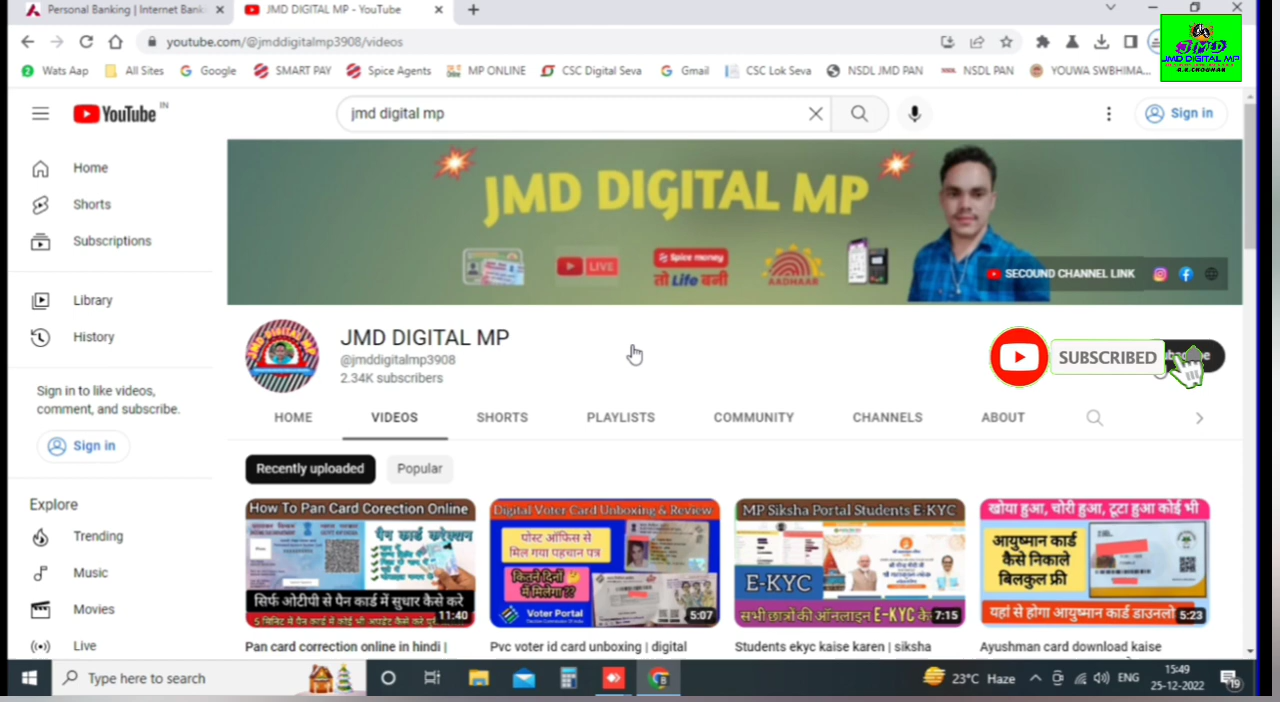 Personal Banking | Internet Bank
JMD DIGITAL MP - YouTube
youtube.com/@jmddigitalmp3908/videos
Wats Aap
All Sites
Google
SMART PAY
Spice Agents
MP ONLINE
CSC Digital Seva
Gmail
CSC Lok Seva
NSDL JMD PAN
NSDL PAN
YOUWA SWBHIMA...
JMD
JMD DIGITAL MP
A.K.CHOUHAN
YouTube IN
jmd digital mp
Sign in
Home
Shorts
Subscriptions
Library
History
Sign in to like videos,
comment, and subscribe.
Sign in
Explore
Trending
Music
Movies
Live
JMD DIGITAL MP
LIVE
Spice money
तो Life बनी
AADHAAR
SECOUND CHANNEL LINK
JMD DIGITAL MP
@jmddigitalmp3908
2.34K subscribers
SUBSCRIBED
HOME
VIDEOS
SHORTS
PLAYLISTS
COMMUNITY
CHANNELS
ABOUT
Recently uploaded
Popular
How To Pan Card Corection Online
पैन कार्ड करेक्शन
सिर्फ ओटीपी से पैन कार्ड में सुधार कैसे करे
5 मिनिट में पैन कार्ड में कोई भी अपडेट कैसे करे
11:40
Pan card correction online in hindi |
Digital Voter Card Unboxing & Review
पोस्ट ऑफिस से
मिल गया पहचान पत्र
कितने दिनों
में मिलेगा ??
Voter Portal
5:07
Pvc voter id card unboxing | digital
MP Siksha Portal Students E-KYC
E-KYC
सभी छात्रों की ऑनलाइन E-KYC के
7:15
Students ekyc kaise karen | siksha
खोया हुआ, चोरी हुआ, टूटा हुआ कोई भी
आयुष्मान कार्ड
कैसे निकाले
बिलकुल फ्री
यहां से होगा आयुष्मान कार्ड डाउनलो
5:23
Ayushman card download kaise
Type here to search
23°C Haze
ENG
15:49
25-12-2022
19